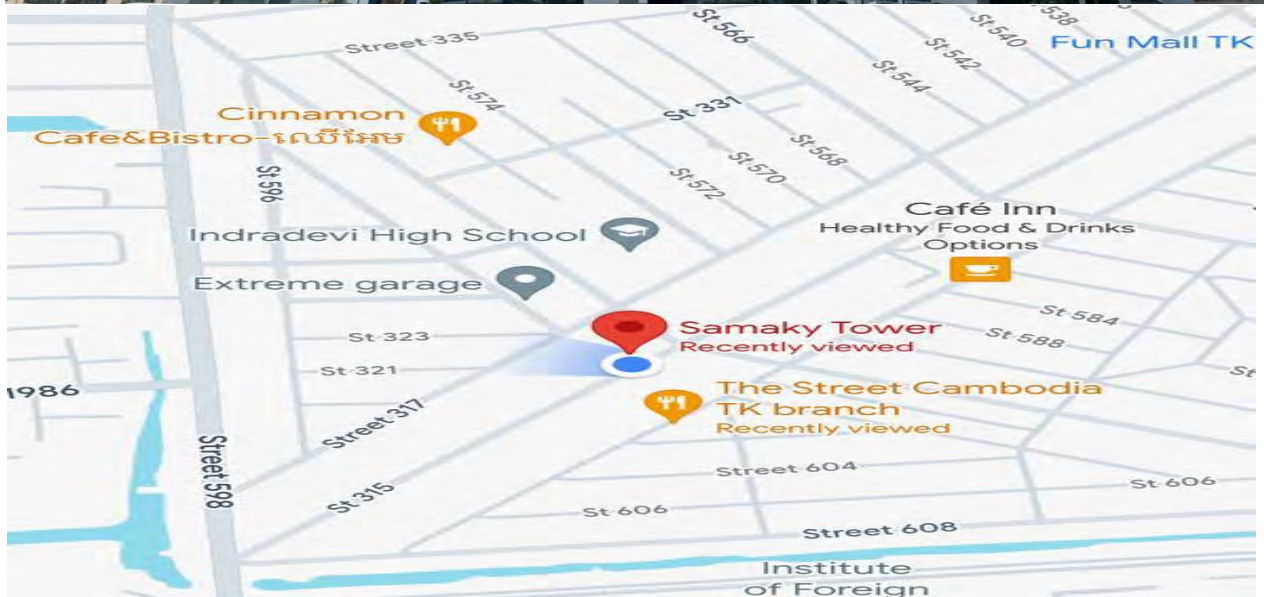 St 538
St 566
St 540
Street 335
St 542
Fun Mall TK
St 544
St 574
St 331
Cinnamon
Cafe&Bistro-ឈើអែម
St 568
St 570
St 596
St 572
Café Inn
Healthy Food & Drinks
Options
Indradevi High School
Extreme garage
St 584
St 323
Samaky Tower
Recently viewed
St 588
St 321
St
1986
The Street Cambodia
TK branch
Recently viewed
Street 317
Street 598
Street 604
St 606
St 315
St 606
Street 608
Institute
of Foreign